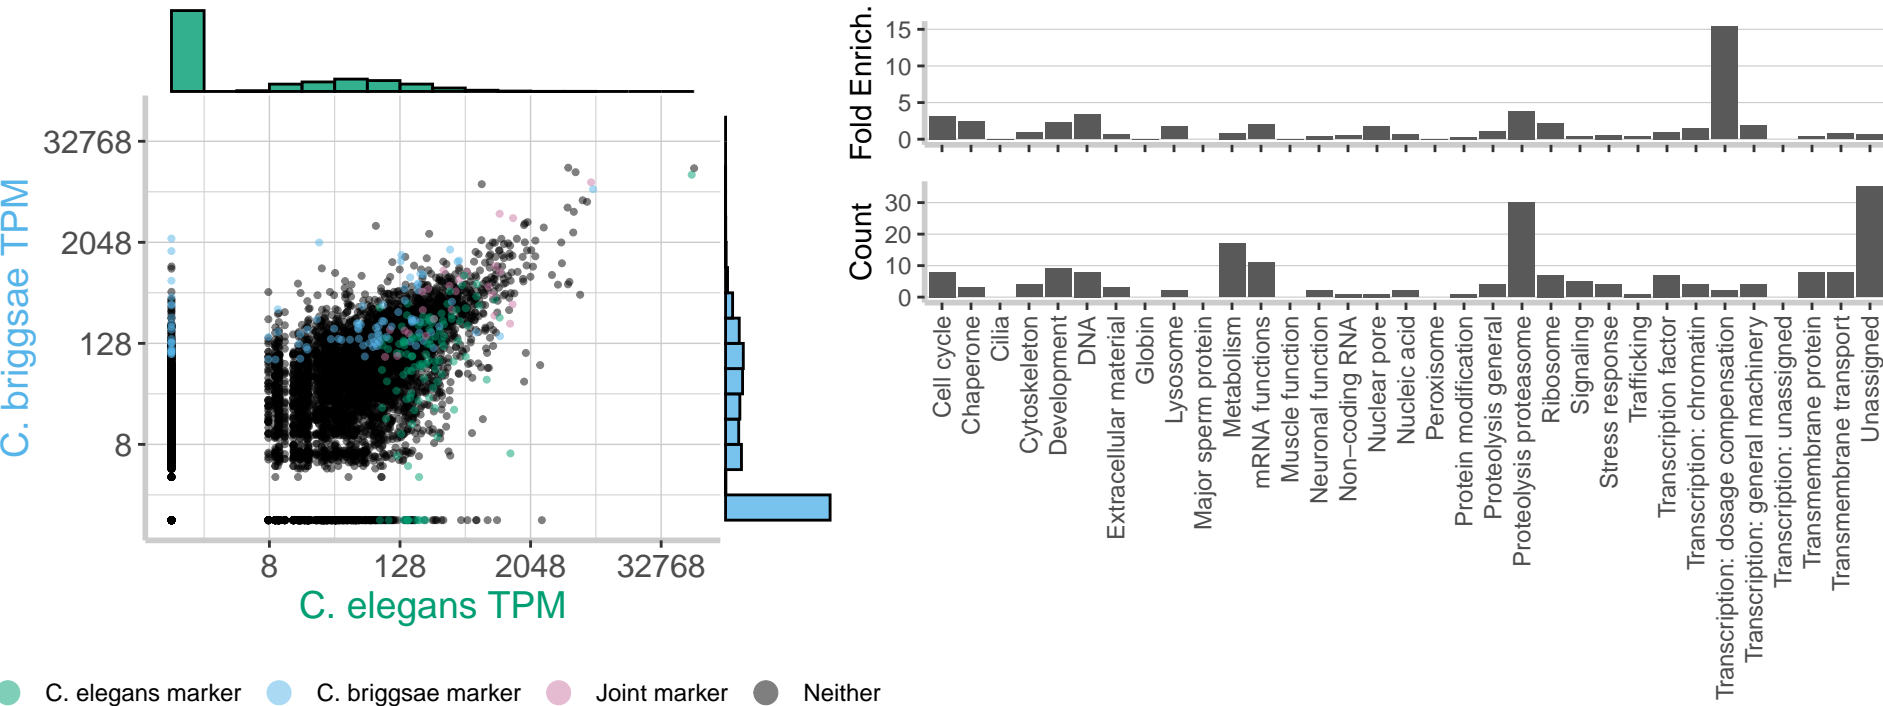 32768
2048
128
8
C. briggsae TPM
8
128
2048
32768
C. elegans TPM
C. elegans marker
C. briggsae marker
Joint marker
Neither
Fold Enrich.
15
10
5
0
Count
30
20
10
0
Cell cycle
Chaperone
Cilia
Cytoskeleton
Development
DNA
Extracellular material
Globin
Lysosome
Major sperm protein
Metabolism
mRNA functions
Muscle function
Neuronal function
Non−coding RNA
Nuclear pore
Nucleic acid
Peroxisome
Protein modification
Proteolysis general
Proteolysis proteasome
Ribosome
Signaling
Stress response
Trafficking
Transcription factor
Transcription: chromatin
Transcription: dosage compensation
Transcription: general machinery
Transcription: unassigned
Transmembrane protein
Transmembrane transport
Unassigned